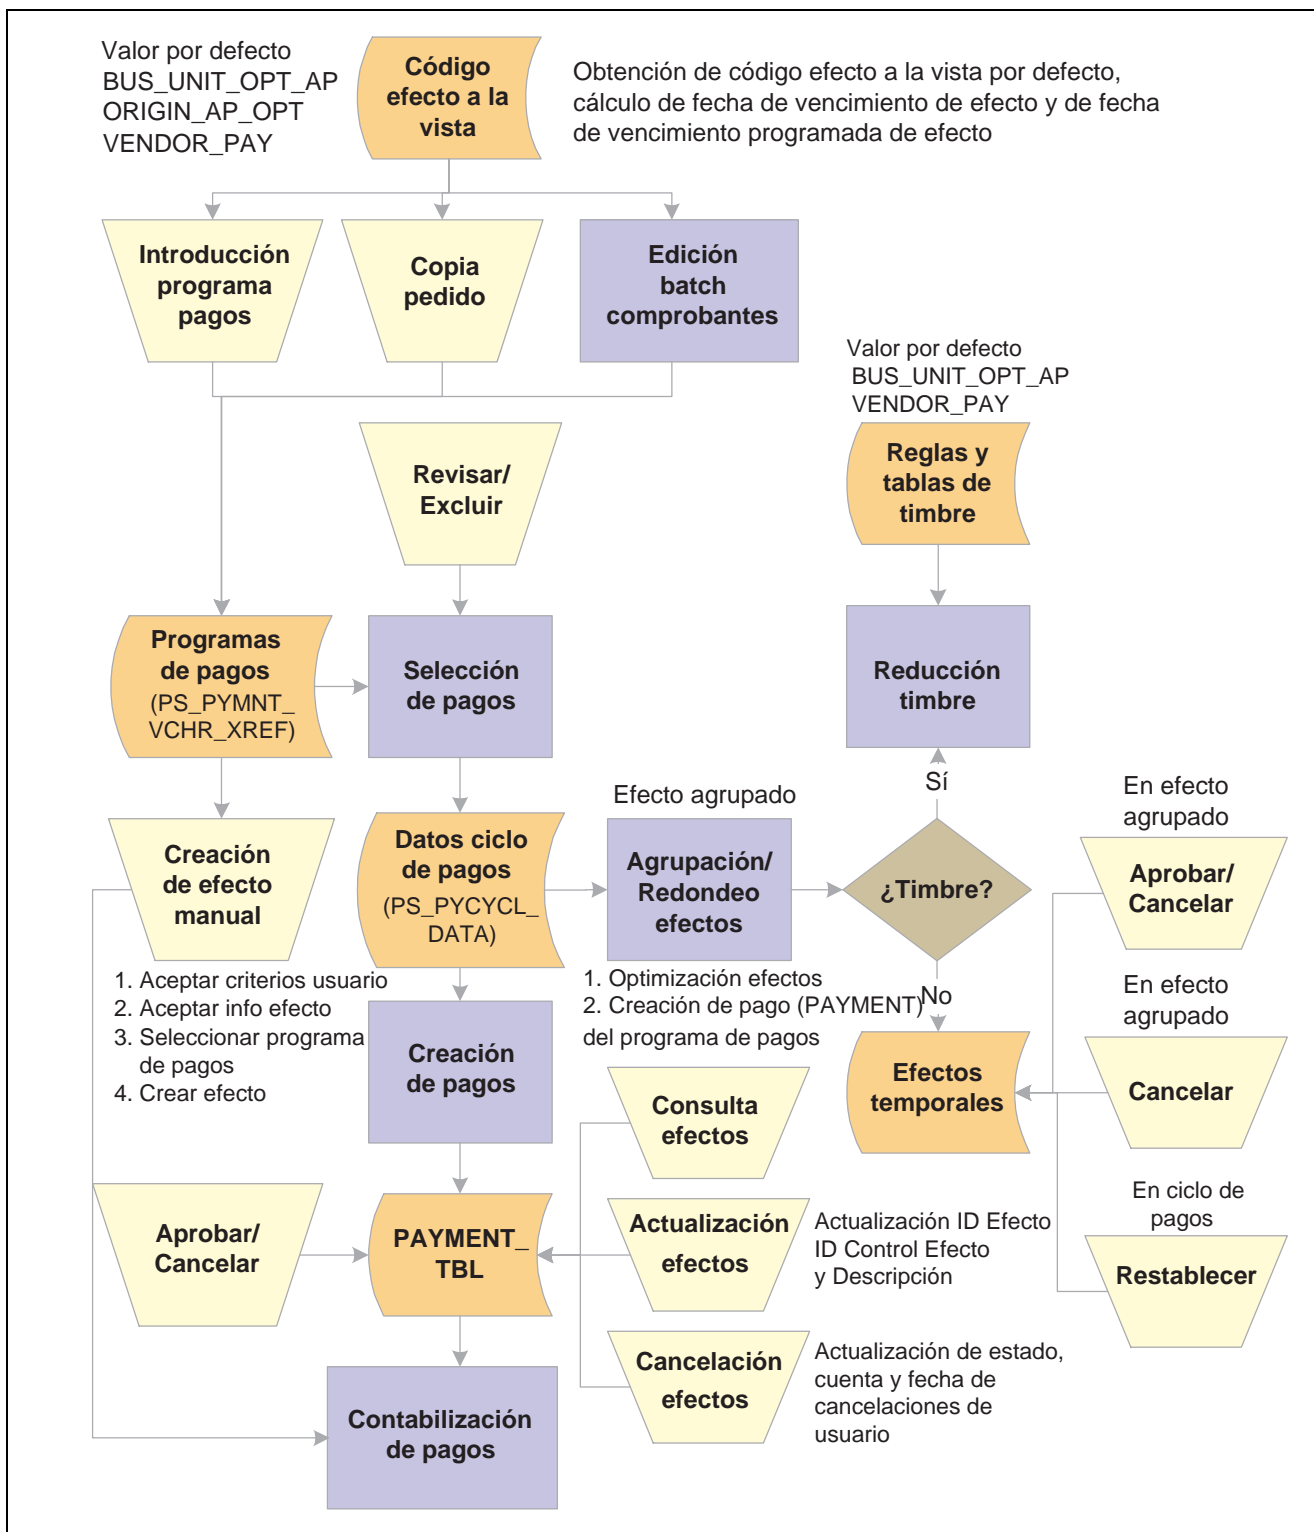 Valor por defecto
BUS_UNIT_OPT_AP
ORIGIN_AP_OPT
VENDOR_PAY
Código
efecto a la
vista
Obtención de código efecto a la vista por defecto,
cálculo de fecha de vencimiento de efecto y de fecha
de vencimiento programada de efecto
Introducción
programa
pagos
Copia
pedido
Edición
batch
comprobantes
Valor por defecto
BUS_UNIT_OPT_AP
VENDOR_PAY
Revisar/
Excluir
Reglas y
tablas de
timbre
Programas
de pagos
(PS_PYMNT_
VCHR_XREF)
Selección
de pagos
Reducción
timbre
Sí
Creación
de efecto
manual
Datos ciclo
de pagos
(PS_PYCYCL_
DATA)
Efecto agrupado
Agrupación/
Redondeo
efectos
¿Timbre?
En efecto
agrupado
Aprobar/
Cancelar
1. Aceptar criterios usuario
2. Aceptar info efecto
3. Seleccionar programa
de pagos
4. Crear efecto
Creación
de pagos
1. Optimización efectos
2. Creación de pago (PAYMENT)
del programa de pagos
No
En efecto
agrupado
Cancelar
Efectos
temporales
Consulta
efectos
Aprobar/
Cancelar
PAYMENT_
TBL
Actualización
efectos
Actualización ID Efecto
ID Control Efecto
y Descripción
En ciclo de
pagos
Restablecer
Cancelación
efectos
Actualización de estado,
cuenta y fecha de
cancelaciones de
usuario
Contabilización
de pagos